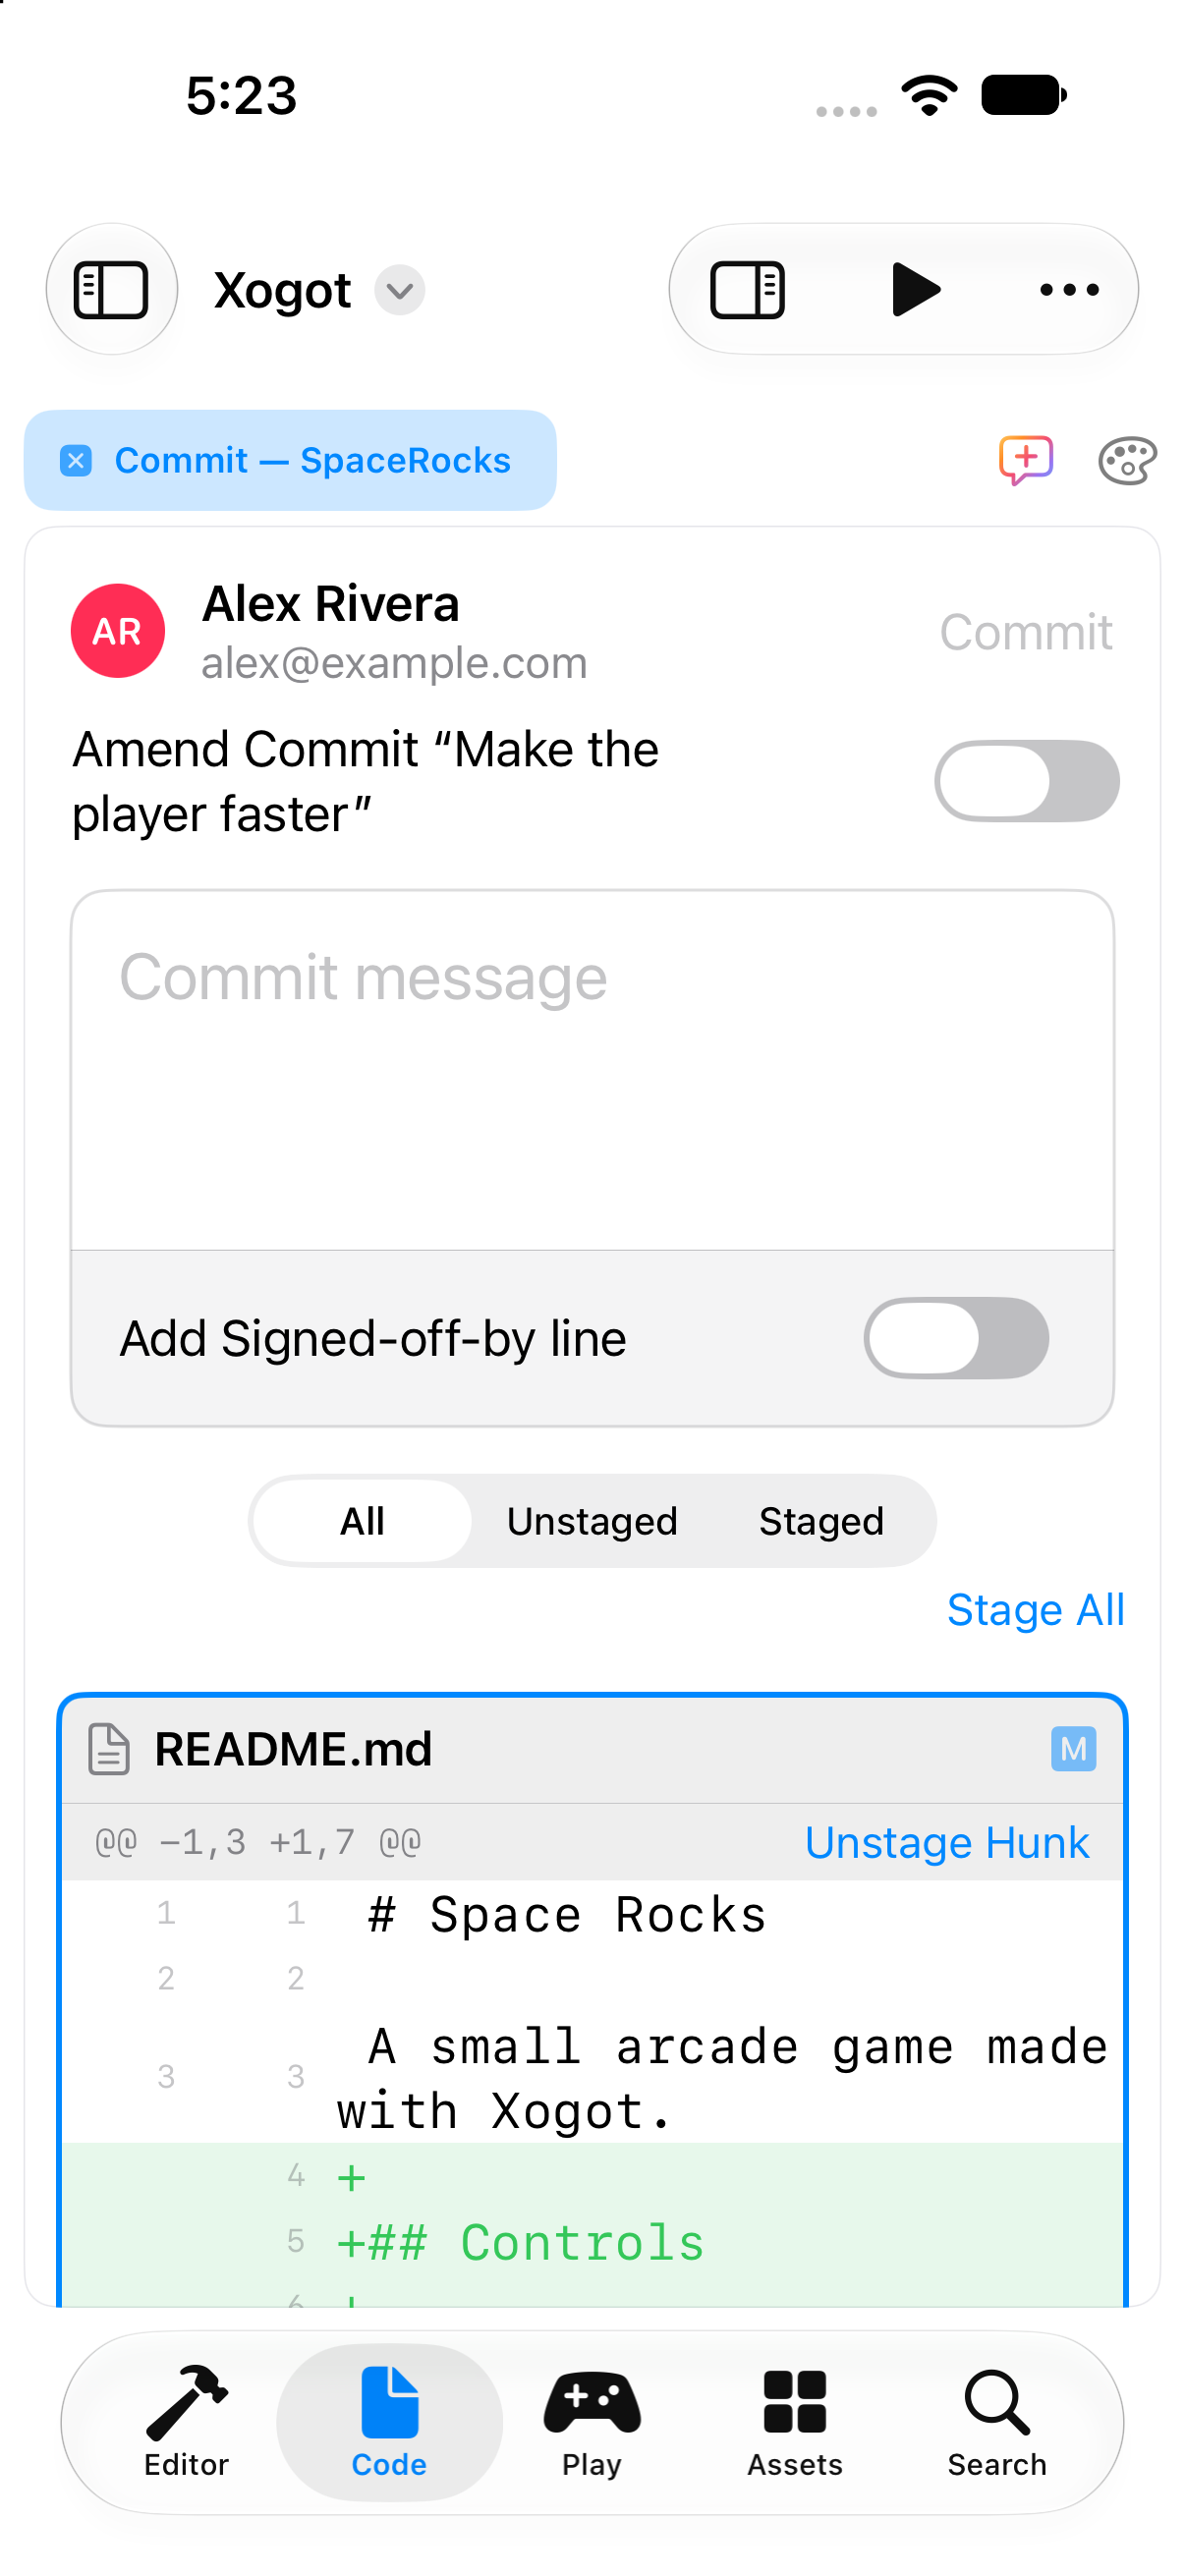 5:23
Xogot
Commit — SpaceRocks
AR
Alex Rivera
alex@example.com
Commit
Amend Commit “Make the
player faster”
Commit message
Add Signed-off-by line
All
Unstaged
Staged
Stage All
README.md
M
@@ −1,3 +1,7 @@
Unstage Hunk
1 1 # Space Rocks
2 2
3 3 A small arcade game made
with Xogot.
4 +
5 +## Controls
6 +
Editor
Code
Play
Assets
Search